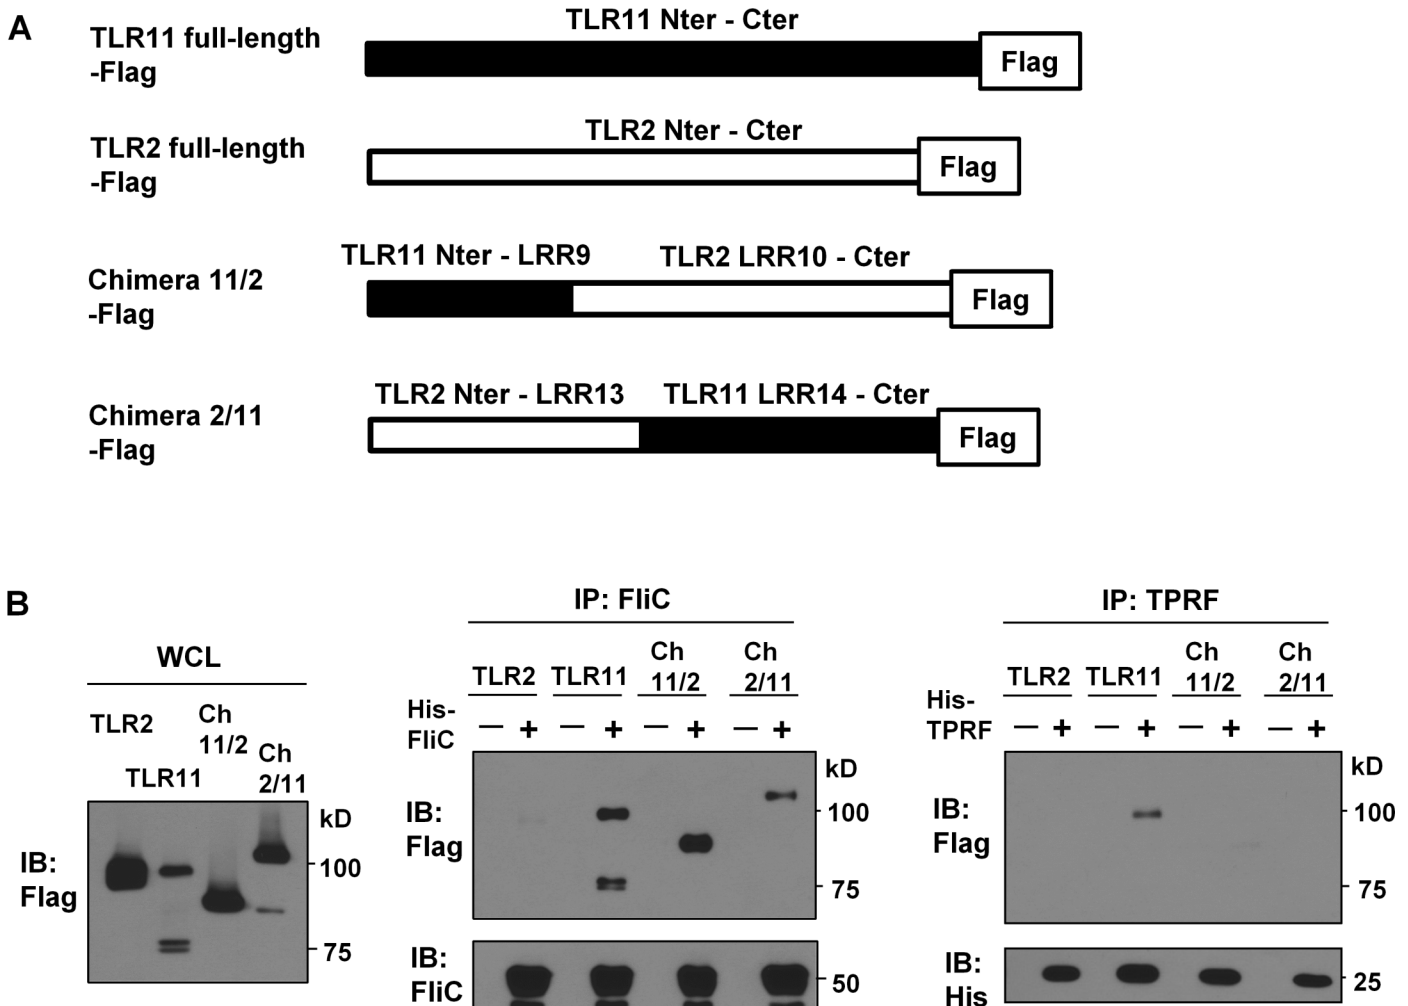 A
TLR11 full-length
-Flag
TLR11 Nter - Cter
Flag
TLR2 full-length
-Flag
TLR2 Nter - Cter
Flag
Chimera 11/2
-Flag
TLR11 Nter - LRR9
TLR2 LRR10 - Cter
Flag
Chimera 2/11
-Flag
TLR2 Nter - LRR13
TLR11 LRR14 - Cter
Flag
B
WCL
TLR2
TLR11
Ch
11/2
Ch
2/11
IB:
Flag
kD
100
75
IP: FliC
TLR2
TLR11
Ch
11/2
Ch
2/11
His-
FliC
— + — + — + — +
IB:
Flag
kD
100
75
IB:
FliC
50
IP: TPRF
TLR2
TLR11
Ch
11/2
Ch
2/11
His-
TPRF
— + — + — + — +
IB:
Flag
kD
100
75
IB:
His
25